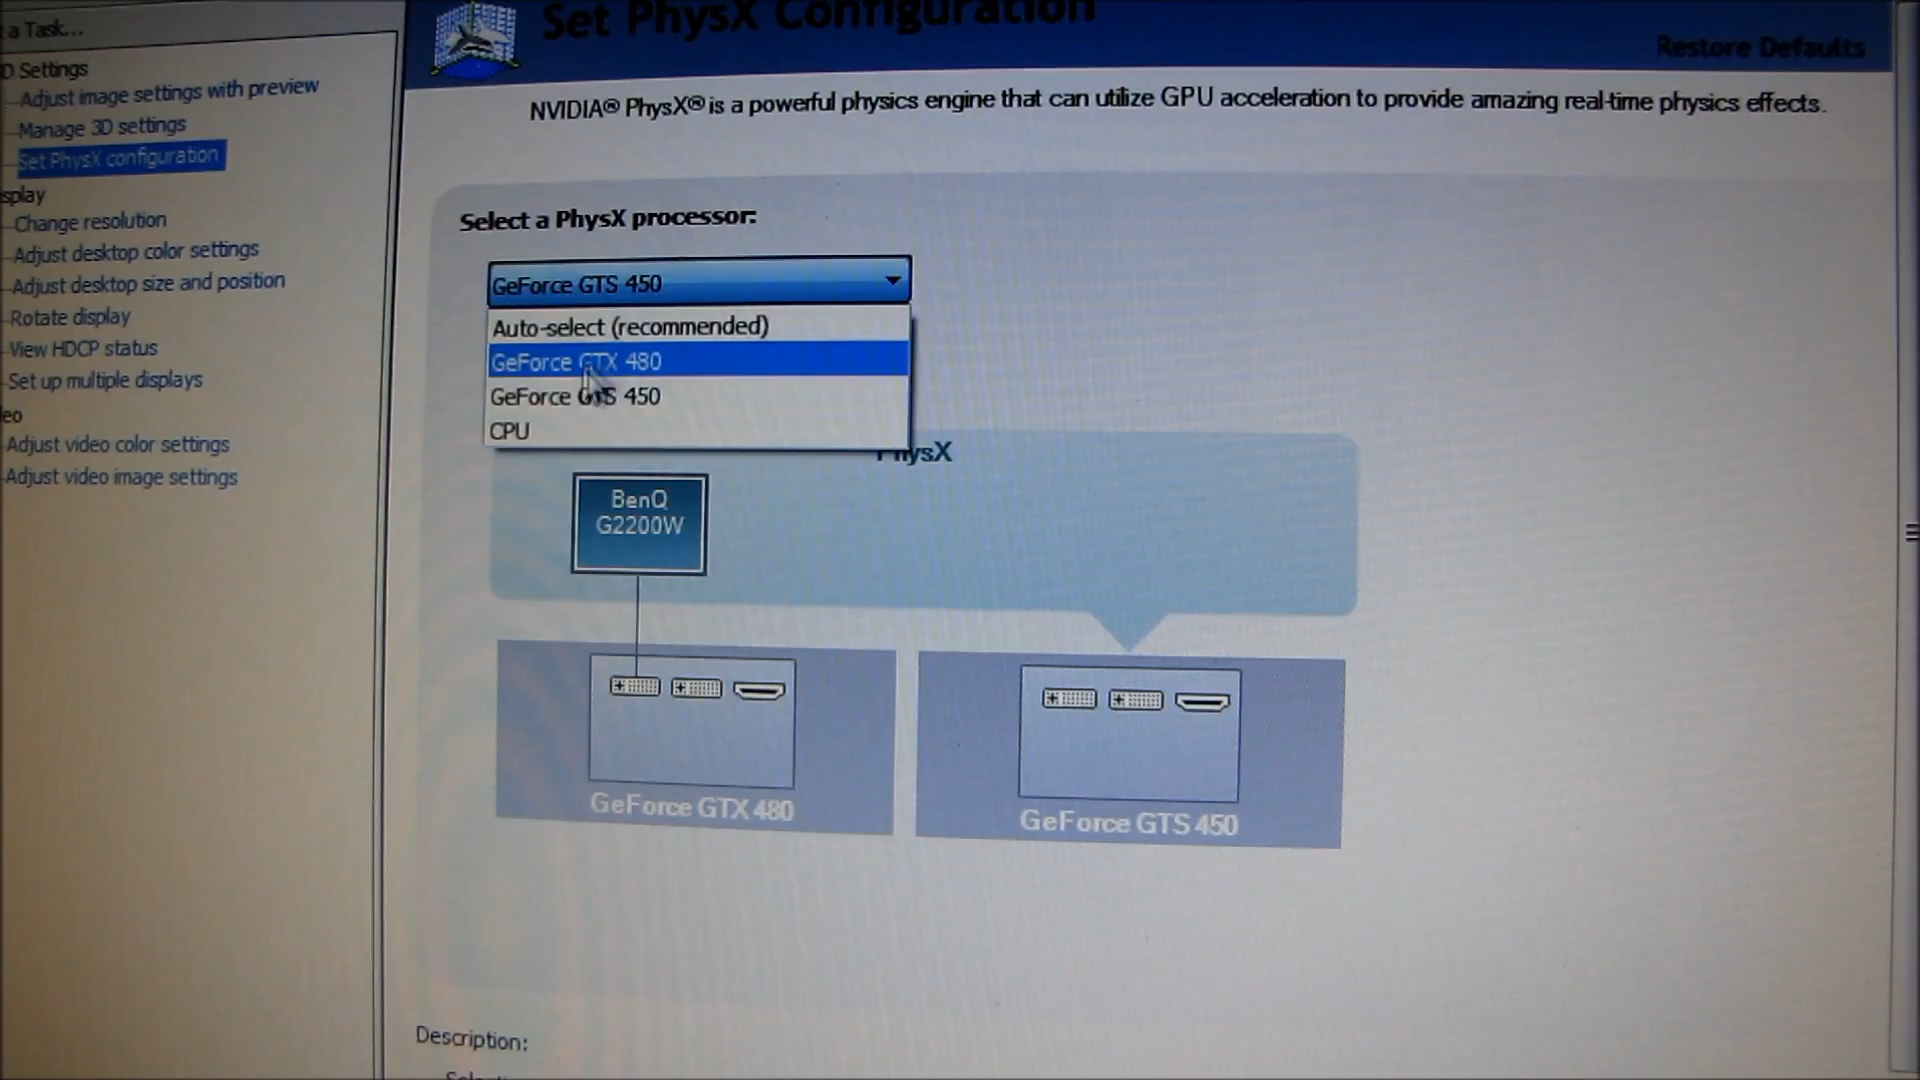 a Task...
D Settings
Adjust image settings with preview
Manage 3D settings
Set PhysX configuration
splay
Change resolution
Adjust desktop color settings
Adjust desktop size and position
Rotate display
View HDCP status
Set up multiple displays
eo
Adjust video color settings
Adjust video image settings
Set PhysX Configuration
Restore Defaults
NVIDIA® PhysX® is a powerful physics engine that can utilize GPU acceleration to provide amazing real-time physics effects.
Select a PhysX processor:
GeForce GTS 450
Auto-select (recommended)
GeForce GTX 480
GeForce GTS 450
CPU
PhysX
BenQ
G2200W
GeForce GTX 480
GeForce GTS 450
Description: